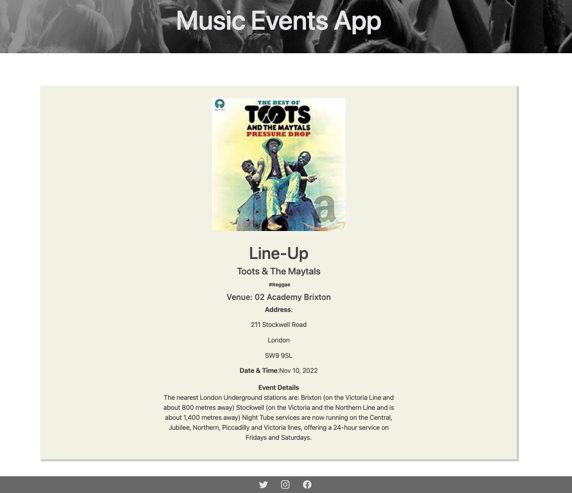 Music Events App
THE BEST OF
TOOTS
AND THE MAYTALS
PRESSURE DROP
a
Line-Up
Toots & The Maytals
#Reggae
Venue: 02 Academy Brixton
Address:
211 Stockwell Road
London
SW9 9SL
Date & Time:Nov 10, 2022
Event Details
The nearest London Underground stations are: Brixton (on the Victoria Line and
about 800 metres away) Stockwell (on the Victoria and the Northern Line and is
about 1,400 metres away) Night Tube services are now running on the Central,
Jubilee, Northern, Piccadilly and Victoria lines, offering a 24-hour service on
Fridays and Saturdays.